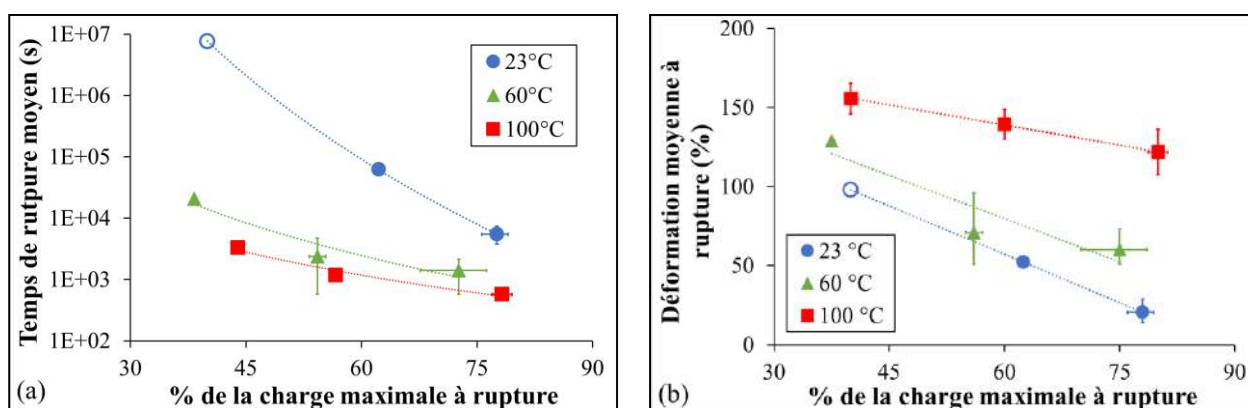 Temps de rutpure moyen (s)
1E+07
1E+06
1E+05
1E+04
1E+03
1E+02
23°C
60°C
100°C
30
45
60
75
90
(a)
% de la charge maximale à rupture
Déformation moyenne à
rupture (%)
200
150
100
50
0
23 °C
60 °C
100 °C
30
45
60
75
90
(b)
% de la charge maximale à rupture